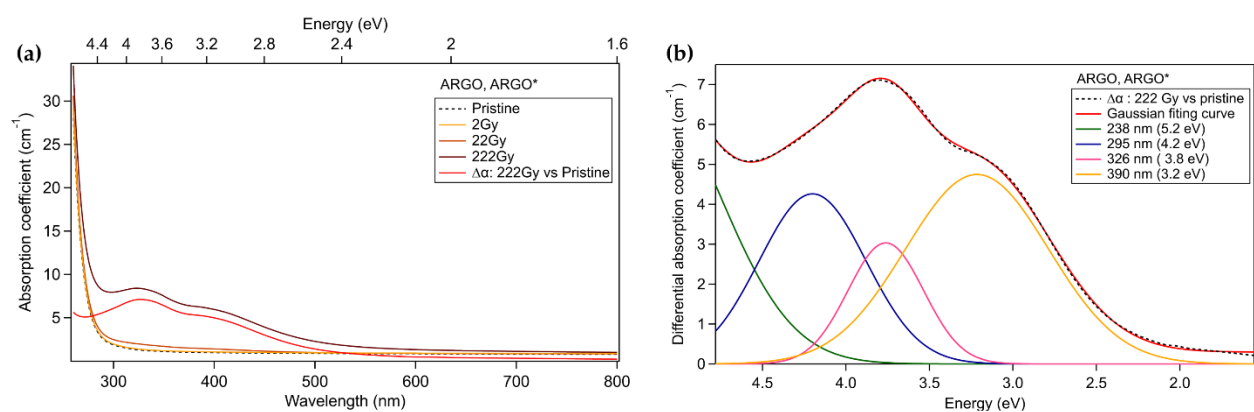 (a)
Energy (eV)
4.4 4 3.6 3.2 2.8 2.4 2 1.6
Absorption coefficient (cm-1)
30
25
20
15
10
5
ARGO, ARGO*
Pristine
2Gy
22Gy
222Gy
Δα: 222Gy vs Pristine
300 400 500 600 700 800
Wavelength (nm)
(b)
Differential absorption coefficient (cm-1)
7
6
5
4
3
2
1
0
ARGO, ARGO*
Δα : 222 Gy vs pristine
Gaussian fiting curve
238 nm (5.2 eV)
295 nm (4.2 eV)
326 nm ( 3.8 eV)
390 nm (3.2 eV)
4.5 4.0 3.5 3.0 2.5 2.0
Energy (eV)